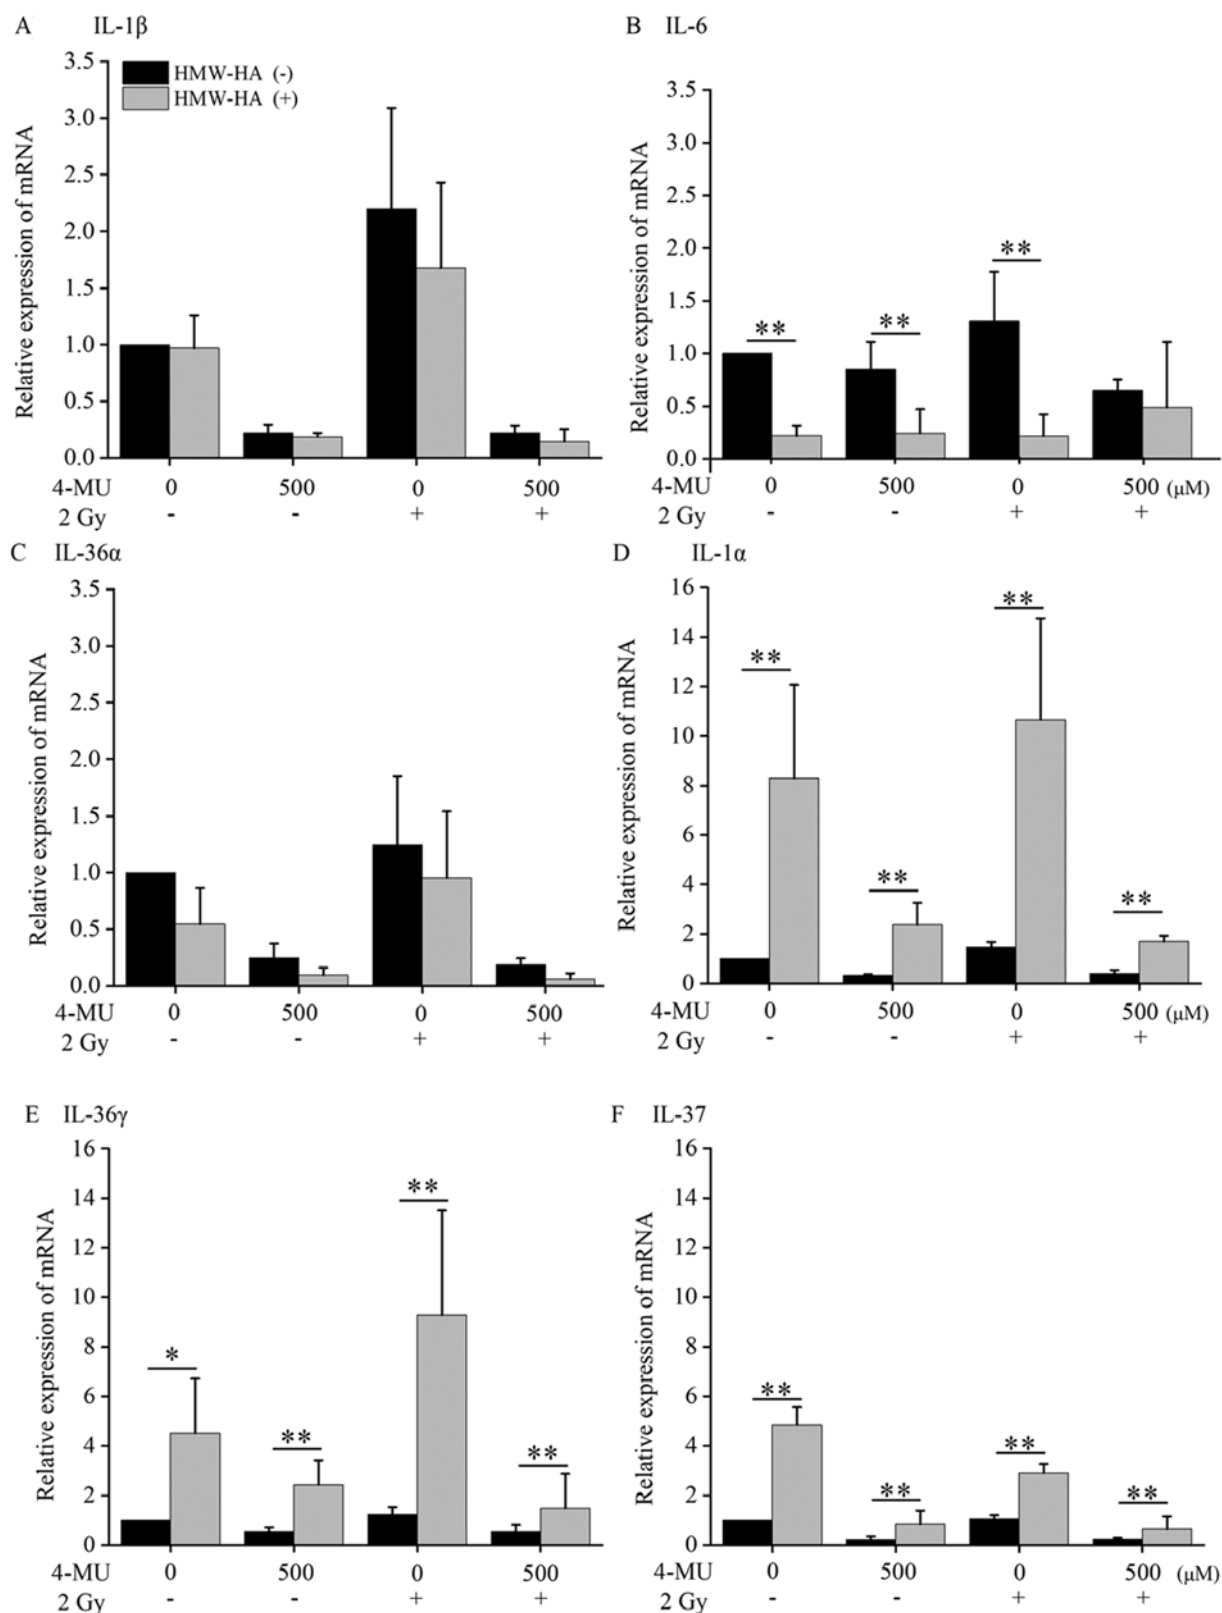 A IL-1β
Relative expression of mRNA
HMW-HA (-)
HMW-HA (+)
3.5
3.0
2.5
2.0
1.5
1.0
0.5
0.0
4-MU 0 500 0 500
2 Gy - - + +
B IL-6
Relative expression of mRNA
3.5
3.0
2.5
2.0
1.5
1.0
0.5
0.0
** ** **
4-MU 0 500 0 500 (μM)
2 Gy - - + +
C IL-36α
Relative expression of mRNA
3.5
3.0
2.5
2.0
1.5
1.0
0.5
0.0
4-MU 0 500 0 500
2 Gy - - + +
D IL-1α
Relative expression of mRNA
16
14
12
10
8
6
4
2
0
** ** ** **
4-MU 0 500 0 500 (μM)
2 Gy - - + +
E IL-36γ
Relative expression of mRNA
16
14
12
10
8
6
4
2
0
* ** ** **
4-MU 0 500 0 500
2 Gy - - + +
F IL-37
Relative expression of mRNA
16
14
12
10
8
6
4
2
0
** ** ** **
4-MU 0 500 0 500 (μM)
2 Gy - - + +